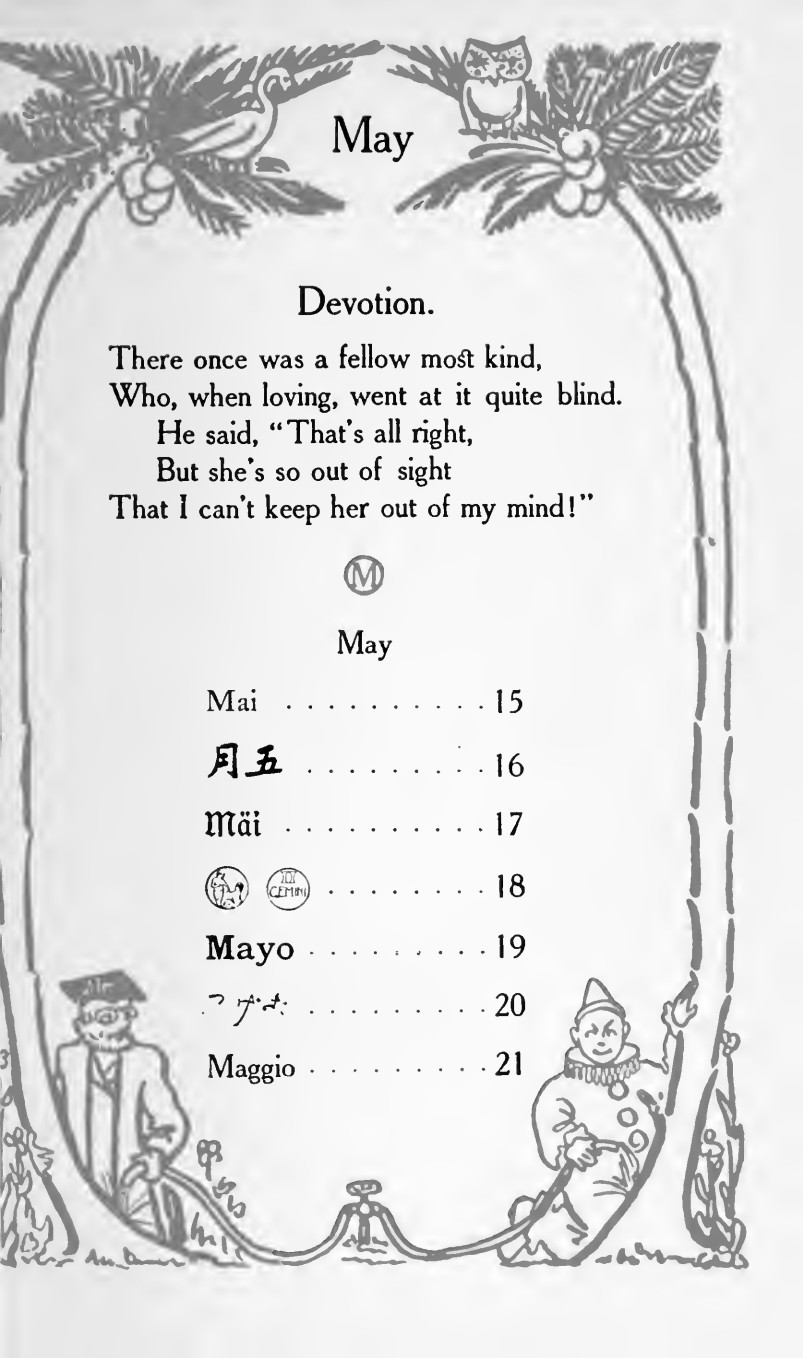 May
Devotion.
There once was a fellow most kind,
Who, when loving, went at it quite blind.
He said, "That's all right,
But she's so out of sight
That I can't keep her out of my mind!"
M
May
Mai . . . . . . . . . . 15
月五 . . . . . . . . . 16
Mäi . . . . . . . . . . 17
II
GEMINI . . . . . . . . 18
Mayo . . . . . . . . . 19
. . . . . . . . . 20
Maggio . . . . . . . . . 21